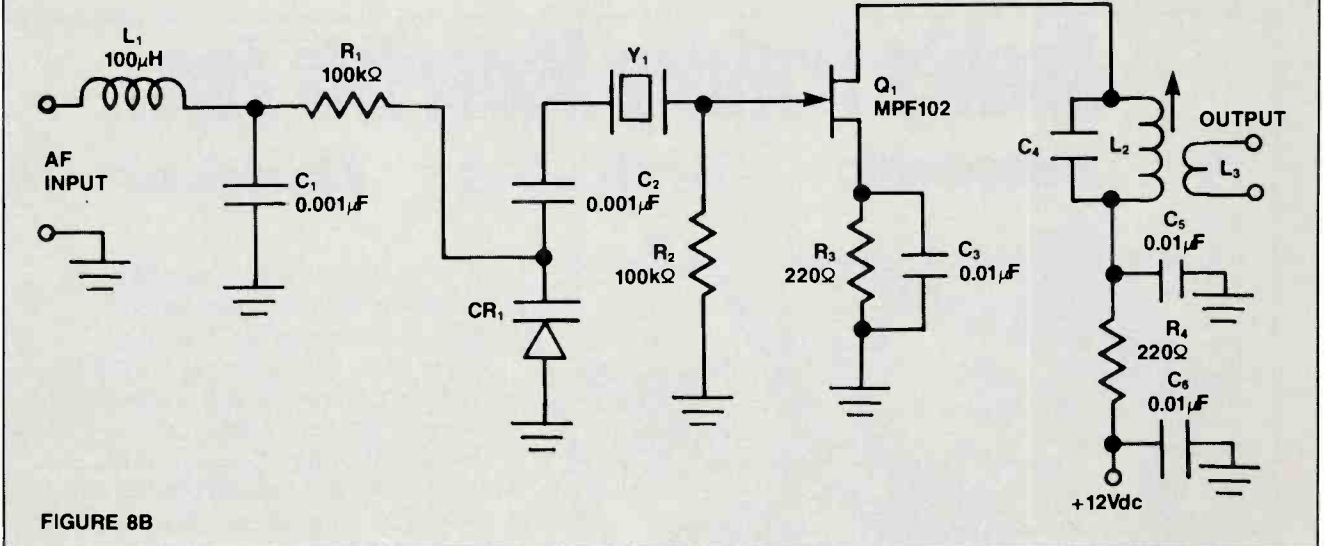 L₁
100μH
R₁
100kΩ
Y₁
Q₁
MPF102
AF
INPUT
C₁
0.001μF
C₂
0.001μF
CR₁
R₂
100kΩ
R₃
220Ω
C₃
0.01μF
C₄
L₂
OUTPUT
L₃
C₅
0.01μF
R₄
220Ω
C₆
0.01μF
+12Vdc
FIGURE 8B